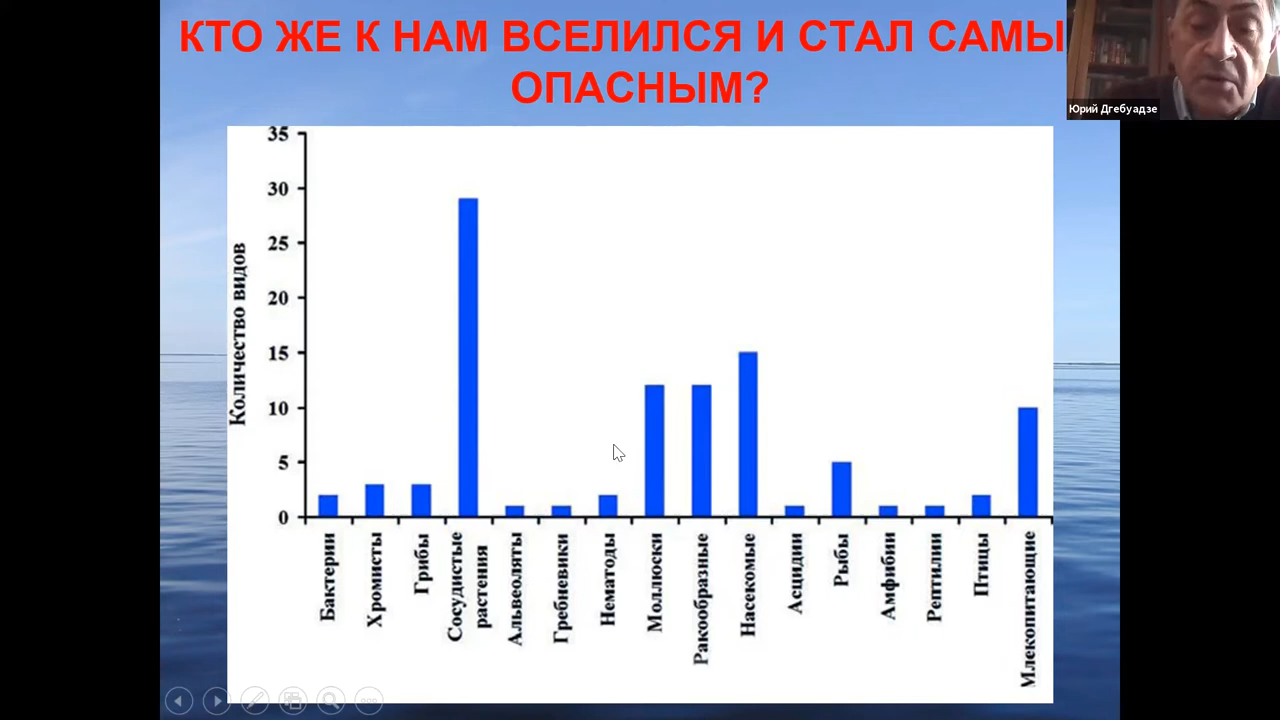 КТО ЖЕ К НАМ ВСЕЛИЛСЯ И СТАЛ САМЫ
ОПАСНЫМ?
Юрий Дгебуадзе
Количество видов
35
30
25
20
15
10
5
0
Бактерии
Хромисты
Грибы
Сосудистые
растения
Альвеоляты
Гребневики
Нематоды
Моллюски
Ракообразные
Насекомые
Асцидии
Рыбы
Амфибии
Рептилии
Птицы
Млекопитающие